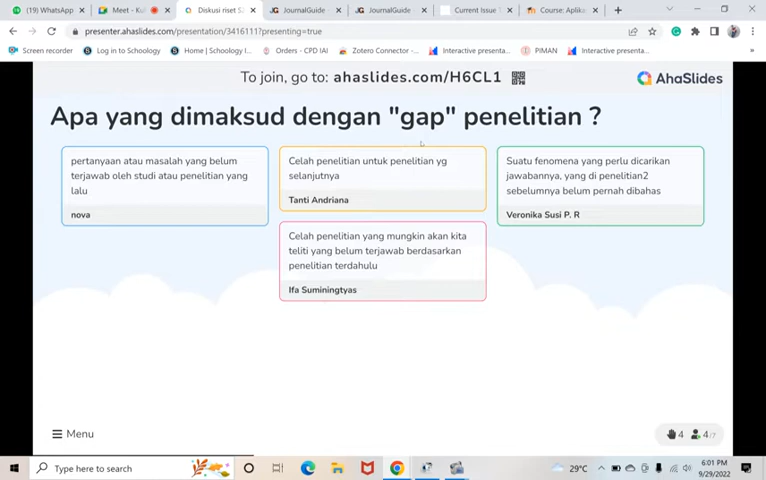 (19) WhatsApp
Meet - Ku
Diskusi riset S
JournalGuide
JournalGuide
Current Issue
Course: Aplika
presenter.ahaslides.com/presentation/3416111?presenting=true
Screen recorder
Log in to Schoology
Home | Schoology I...
Orders - CPD IAI
Zotero Connector -...
Interactive presenta...
PIMAN
Interactive presenta...
To join, go to: ahaslides.com/H6CL1
AhaSlides
Apa yang dimaksud dengan "gap" penelitian ?
pertanyaan atau masalah yang belum
terjawab oleh studi atau penelitian yang
lalu
nova
Celah penelitian untuk penelitian yg
selanjutnya
Tanti Andriana
Suatu fenomena yang perlu dicarikan
jawabannya, yang di penelitian2
sebelumnya belum pernah dibahas
Veronika Susi P. R
Celah penelitian yang mungkin akan kita
teliti yang belum terjawab berdasarkan
penelitian terdahulu
Ifa Suminingtyas
Menu
4
4/7
Type here to search
29°C
6:01 PM
9/29/2022